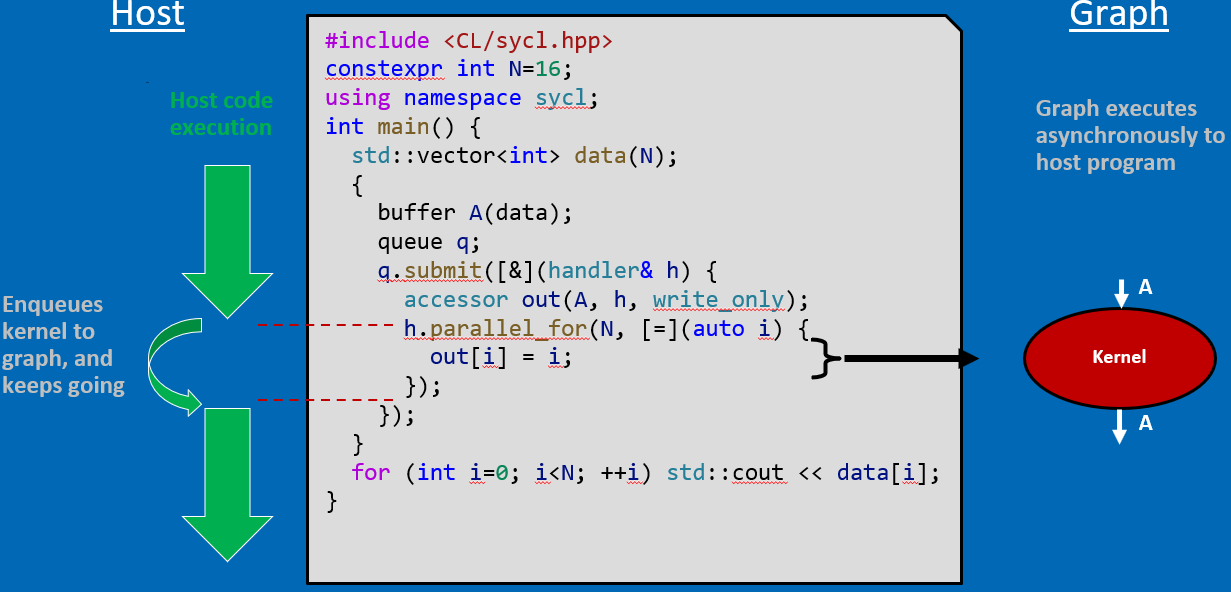 Host
Graph
Host code
execution
Enqueues
kernel to
graph, and
keeps going
#include <CL/sycl.hpp>
constexpr int N=16;
using namespace sycl;
int main() {
  std::vector<int> data(N);
  {
    buffer A(data);
    queue q;
    q.submit([&](handler& h) {
      accessor out(A, h, write_only);
      h.parallel_for(N, [=](auto i) {
        out[i] = i;
      });
    });
  }
  for (int i=0; i<N; ++i) std::cout << data[i];
}
Graph executes
asynchronously to
host program
A
Kernel
A